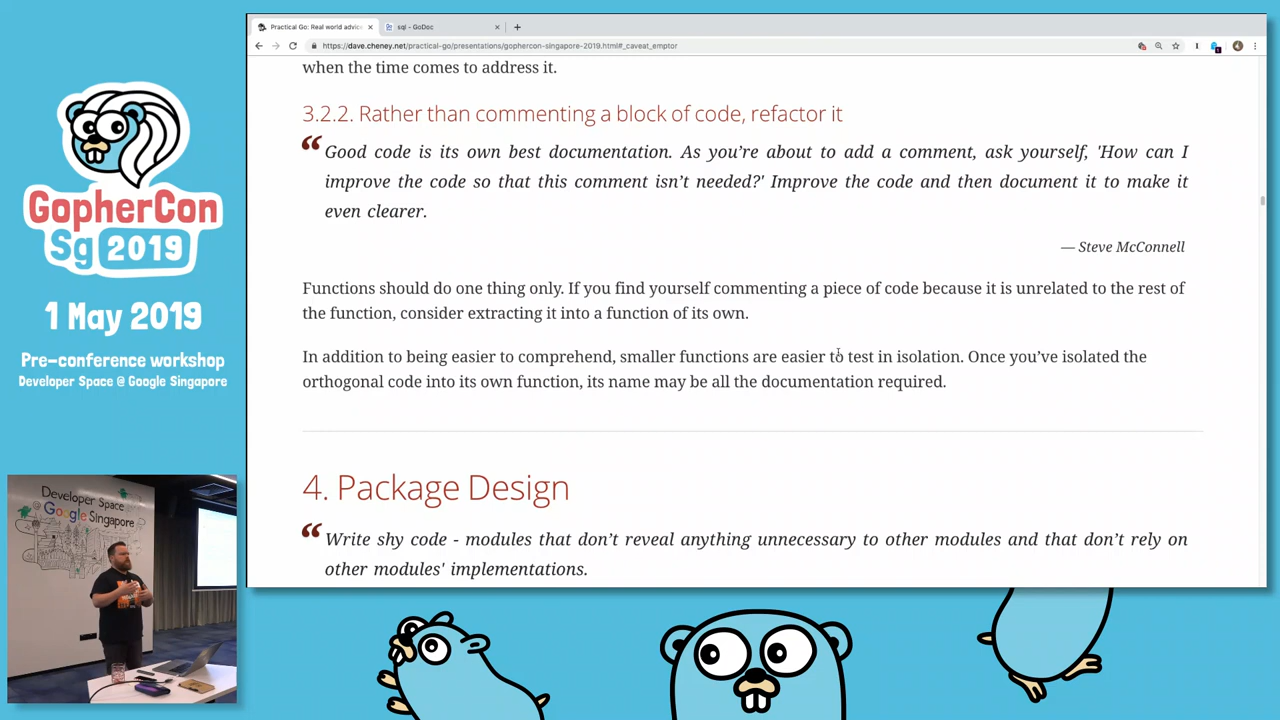 GopherCon
Sg 2019
1 May 2019
Pre-conference workshop
Developer Space @ Google Singapore
Practical Go: Real world advic
sql - GoDoc
https://dave.cheney.net/practical-go/presentations/gophercon-singapore-2019.html#_caveat_emptor
when the time comes to address it.
3.2.2. Rather than commenting a block of code, refactor it
“ Good code is its own best documentation. As you’re about to add a comment, ask yourself, 'How can I
improve the code so that this comment isn’t needed?' Improve the code and then document it to make it
even clearer.
— Steve McConnell
Functions should do one thing only. If you find yourself commenting a piece of code because it is unrelated to the rest of
the function, consider extracting it into a function of its own.
In addition to being easier to comprehend, smaller functions are easier to test in isolation. Once you’ve isolated the
orthogonal code into its own function, its name may be all the documentation required.
4. Package Design
“ Write shy code - modules that don’t reveal anything unnecessary to other modules and that don’t rely on
other modules' implementations.
Developer Space
@ Google Singapore